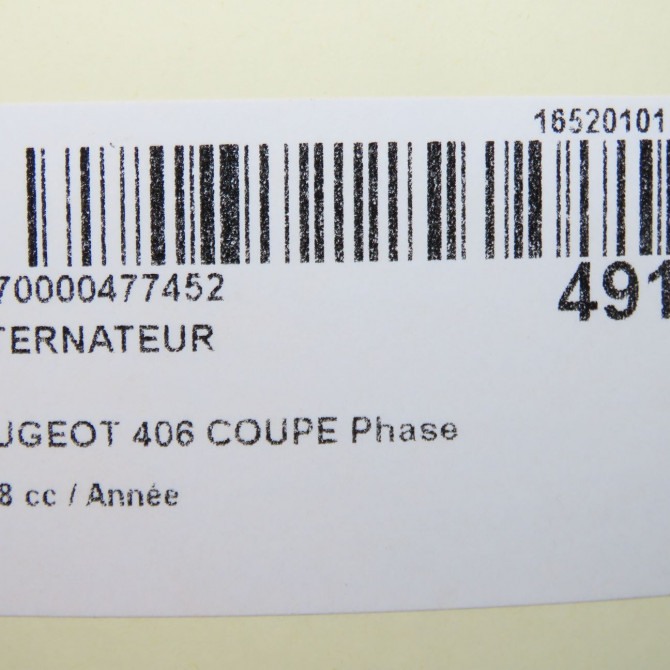 16520101
70000477452
491
TERNATEUR
UGEOT 406 COUPE Phase
8 cc / Année